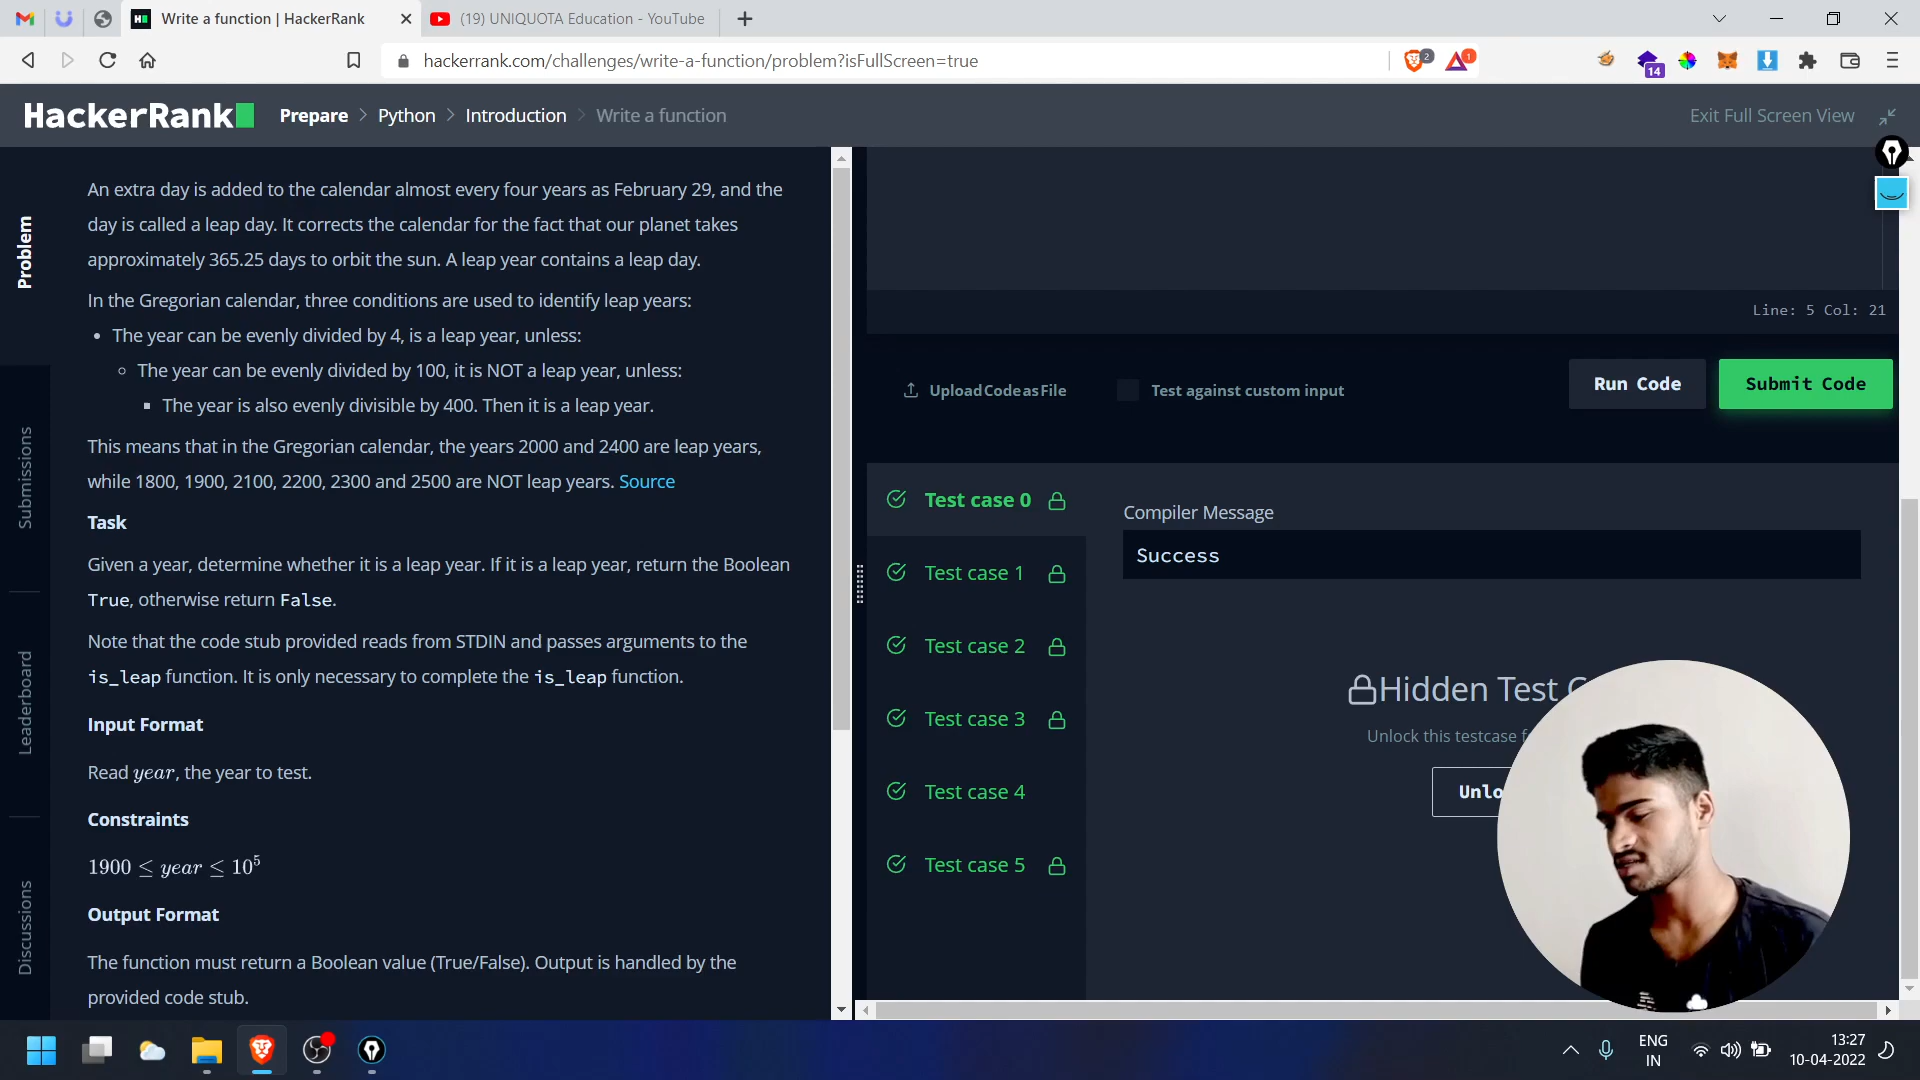 Write a function | HackerRank
(19) UNIQUOTA Education - YouTube
hackerrank.com/challenges/write-a-function/problem?isFullScreen=true
2
1
14
HackerRank
Prepare > Python > Introduction > Write a function
Exit Full Screen View
Problem
Submissions
Leaderboard
Discussions
An extra day is added to the calendar almost every four years as February 29, and the
day is called a leap day. It corrects the calendar for the fact that our planet takes
approximately 365.25 days to orbit the sun. A leap year contains a leap day.
In the Gregorian calendar, three conditions are used to identify leap years:
The year can be evenly divided by 4, is a leap year, unless:
The year can be evenly divided by 100, it is NOT a leap year, unless:
The year is also evenly divisible by 400. Then it is a leap year.
This means that in the Gregorian calendar, the years 2000 and 2400 are leap years,
while 1800, 1900, 2100, 2200, 2300 and 2500 are NOT leap years. Source
Task
Given a year, determine whether it is a leap year. If it is a leap year, return the Boolean
True, otherwise return False.
Note that the code stub provided reads from STDIN and passes arguments to the
is_leap function. It is only necessary to complete the is_leap function.
Input Format
Read year, the year to test.
Constraints
1900 ≤ year ≤ 10⁵
Output Format
The function must return a Boolean value (True/False). Output is handled by the
provided code stub.
Line: 5 Col: 21
Upload Code as File
Test against custom input
Run Code
Submit Code
Test case 0
Test case 1
Test case 2
Test case 3
Test case 4
Test case 5
Compiler Message
Success
Hidden Test
Unlock this testcase
ENG
IN
13:27
10-04-2022